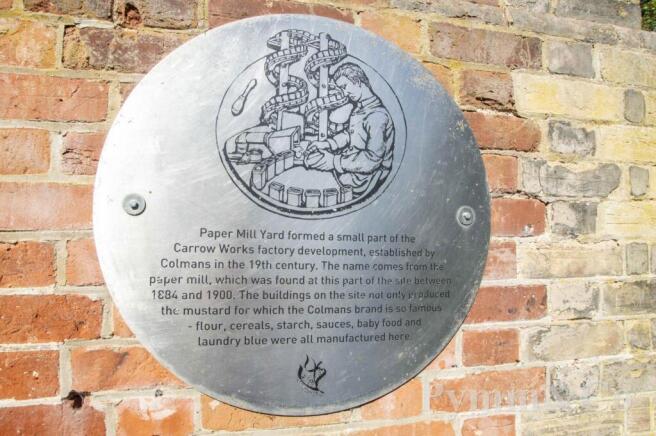 Paper Mill Yard formed a small part of the
Carrow Works factory development, established by
Colmans in the 19th century. The name comes from the
paper mill, which was found at this part of the site between
1884 and 1900. The buildings on the site not only produced
the mustard for which the Colmans brand is so famous
- flour, cereals, starch, sauces, baby food and
laundry blue were all manufactured here.